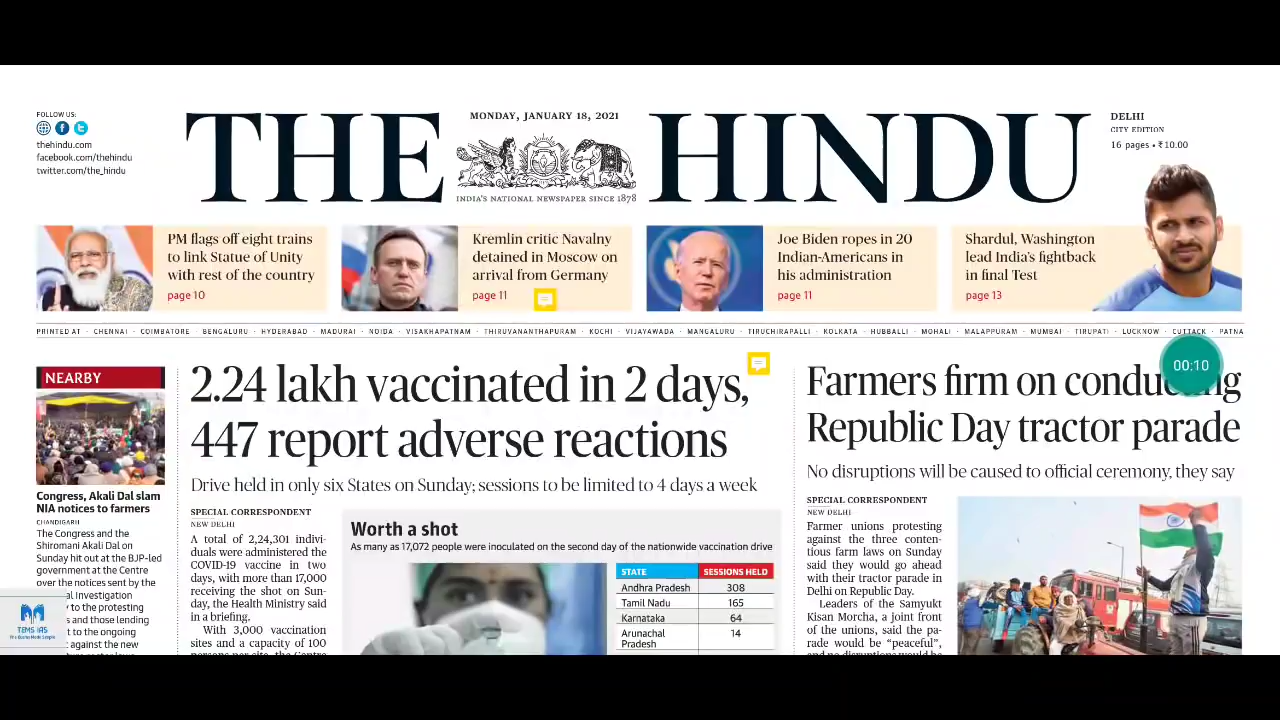 FOLLOW US:
thehindu.com
facebook.com/thehindu
twitter.com/the_hindu
THE HINDU
MONDAY, JANUARY 18, 2021
INDIA'S NATIONAL NEWSPAPER SINCE 1878
DELHI
CITY EDITION
16 pages • ₹10.00
PM flags off eight trains
to link Statue of Unity
with rest of the country
page 10
Kremlin critic Navalny
detained in Moscow on
arrival from Germany
page 11
Joe Biden ropes in 20
Indian-Americans in
his administration
page 11
Shardul, Washington
lead India's fightback
in final Test
page 13
PRINTED AT · CHENNAI · COIMBATORE · BENGALURU · HYDERABAD · MADURAI · NOIDA · VISAKHAPATNAM · THIRUVANANTHAPURAM · KOCHI · VIJAYAWADA · MANGALURU · TIRUCHIRAPALLI · KOLKATA · HUBBALLI · MOHALI · MALAPPURAM · MUMBAI · TIRUPATI · LUCKNOW · CUTTACK · PATNA
NEARBY
Congress, Akali Dal slam
NIA notices to farmers
CHANDIGARH
The Congress and the
Shiromani Akali Dal on
Sunday hit out at the BJP-led
government at the Centre
over the notices sent by the
Investigation
to the protesting
and those lending
to the ongoing
against the new
TEMS IAS
2.24 lakh vaccinated in 2 days,
447 report adverse reactions
Drive held in only six States on Sunday; sessions to be limited to 4 days a week
SPECIAL CORRESPONDENT
NEW DELHI
A total of 2,24,301 indivi-
duals were administered the
COVID-19 vaccine in two
days, with more than 17,000
receiving the shot on Sun-
day, the Health Ministry said
in a briefing.
With 3,000 vaccination
sites and a capacity of 100
persons per site, the Centre
Worth a shot
As many as 17,072 people were inoculated on the second day of the nationwide vaccination drive
STATE SESSIONS HELD
Andhra Pradesh 308
Tamil Nadu 165
Karnataka 64
Arunachal 14
Pradesh
00:10
Farmers firm on conducting
Republic Day tractor parade
No disruptions will be caused to official ceremony, they say
SPECIAL CORRESPONDENT
NEW DELHI
Farmer unions protesting
against the three conten-
tious farm laws on Sunday
said they would go ahead
with their tractor parade in
Delhi on Republic Day.
Leaders of the Samyukt
Kisan Morcha, a joint front
of the unions, said the pa-
rade would be “peaceful”,
and no disruptions would be